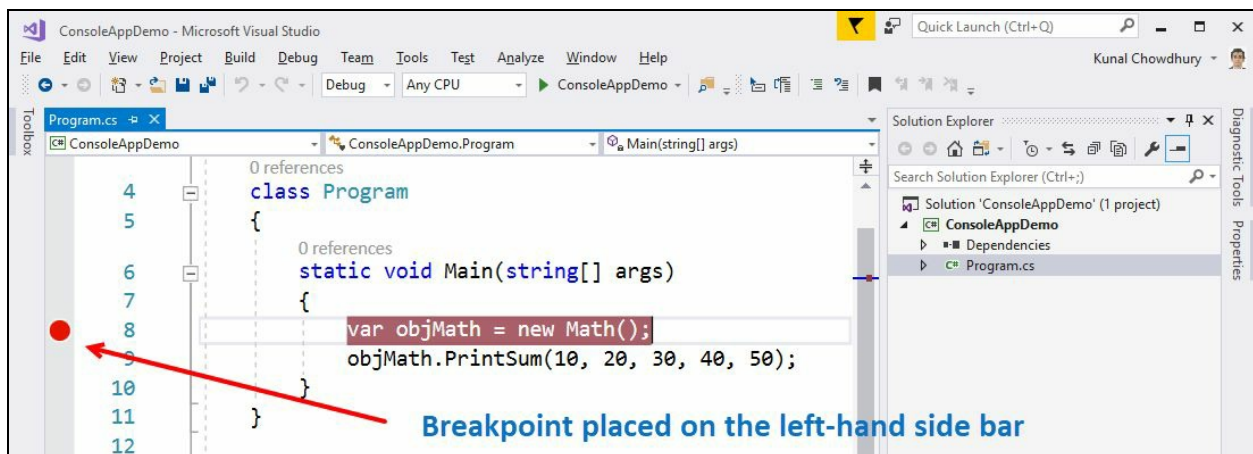 ConsoleAppDemo - Microsoft Visual Studio
Quick Launch (Ctrl+Q)
File Edit View Project Build Debug Team Tools Test Analyze Window Help
Kunal Chowdhury
Debug Any CPU ConsoleAppDemo
Toolbox
Program.cs
ConsoleAppDemo ConsoleAppDemo.Program Main(string[] args)
0 references
4 class Program
5 {
0 references
6 static void Main(string[] args)
7 {
8 var objMath = new Math();
9 objMath.PrintSum(10, 20, 30, 40, 50);
10 }
11 }
12
Breakpoint placed on the left-hand side bar
Solution Explorer
Search Solution Explorer (Ctrl+;)
Solution 'ConsoleAppDemo' (1 project)
C# ConsoleAppDemo
Dependencies
C# Program.cs
Diagnostic Tools
Properties